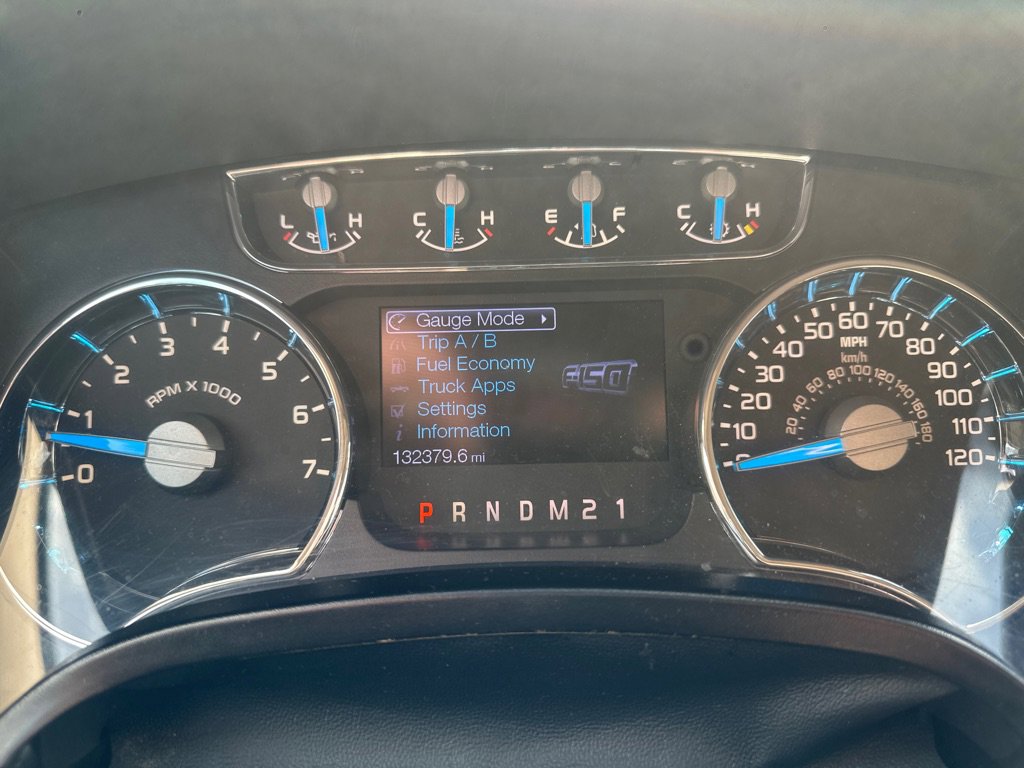 L H C H E F C H
0 1 2 3 4 5 6 7
RPM X 1000
Gauge Mode
Trip A / B
Fuel Economy
Truck Apps
Settings
i Information
F-150
132379.6 mi
P R N D M 2 1
10 20 30 40 50 60 70 80 90 100 110 120
MPH
km/h
20 40 60 80 100 120 140 160 180